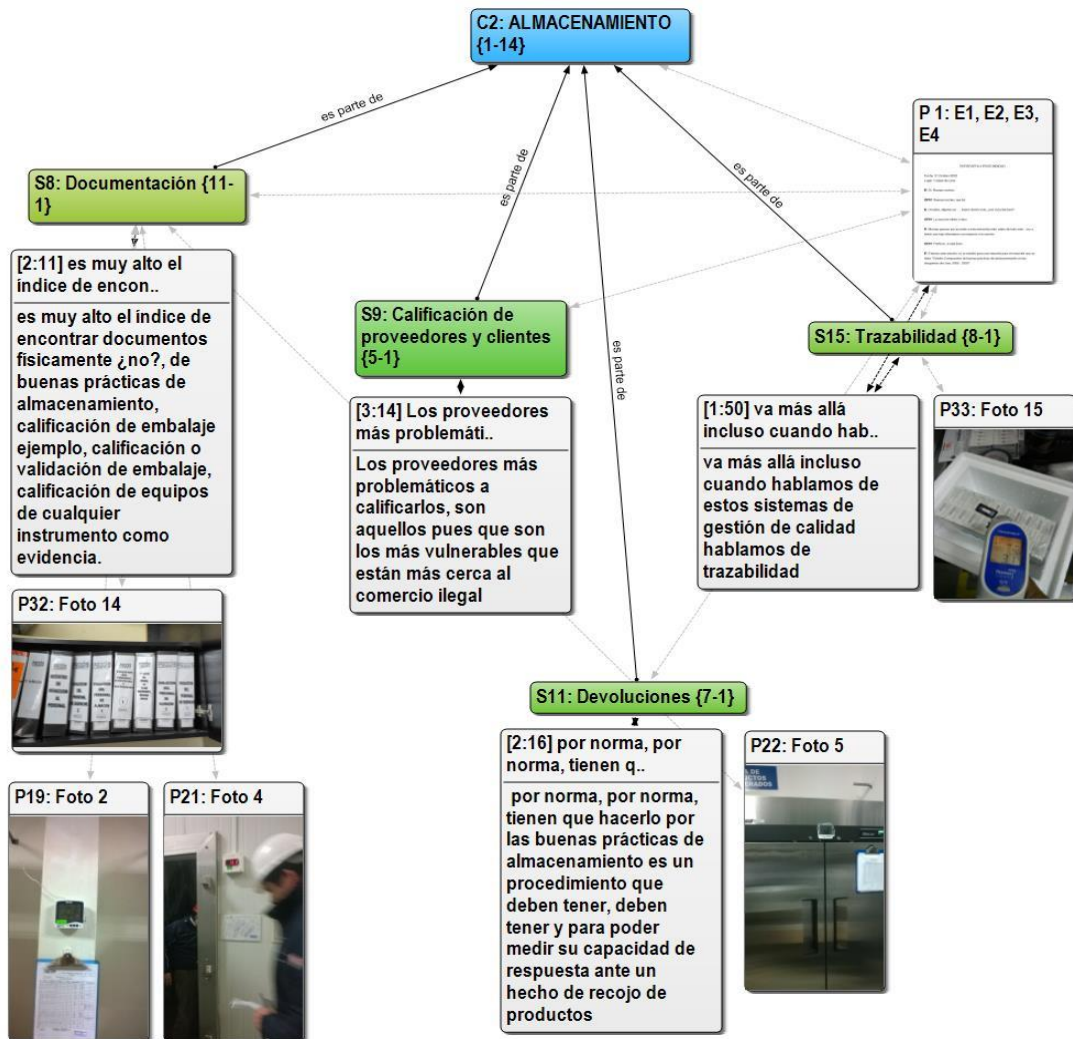 C2: ALMACENAMIENTO
{1-14}
es parte de
es parte de
es parte de
es parte de
P 1: E1, E2, E3,
E4
S8: Documentación {11-
1}
[2:11] es muy alto el
índice de encon..
es muy alto el índice de
encontrar documentos
físicamente ¿no?, de
buenas prácticas de
almacenamiento,
calificación de embalaje
ejemplo, calificación o
validación de embalaje,
calificación de equipos
de cualquier
instrumento como
evidencia.
S9: Calificación de
proveedores y clientes
{5-1}
[3:14] Los proveedores
más problemáti..
Los proveedores más
problemáticos a
calificarlos, son
aquellos pues que son
los más vulnerables que
están más cerca al
comercio ilegal
S15: Trazabilidad {8-1}
[1:50] va más allá
incluso cuando hab..
va más allá incluso
cuando hablamos de
estos sistemas de
gestión de calidad
hablamos de
trazabilidad
P33: Foto 15
P32: Foto 14
S11: Devoluciones {7-1}
[2:16] por norma, por
norma, tienen q..
por norma, por norma,
tienen que hacerlo por
las buenas prácticas de
almacenamiento es un
procedimiento que
deben tener, deben
tener y para poder
medir su capacidad de
respuesta ante un
hecho de recojo de
productos
P22: Foto 5
P19: Foto 2
P21: Foto 4